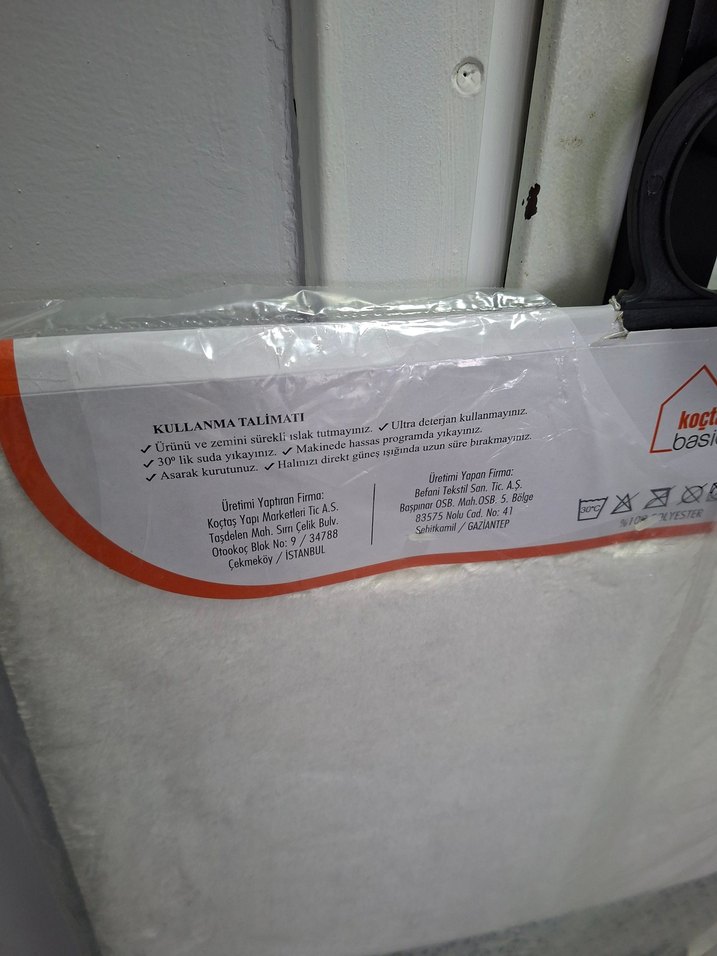 KULLANMA TALİMATI
✓ Ürünü ve zemini sürekli ıslak tutmayınız. ✓ Ultra deterjan kullanmayınız.
✓ 30º lik suda yıkayınız. ✓ Makinede hassas programda yıkayınız.
✓ Asarak kurutunuz. ✓ Halınızı direkt güneş ışığında uzun süre bırakmayınız.
Üretimi Yaptıran Firma:
Koçtaş Yapı Marketleri Tic A.S.
Taşdelen Mah. Sırrı Çelik Bulv.
Otookoç Blok No: 9 / 34788
Çekmeköy / İSTANBUL
Üretimi Yapan Firma:
Befani Tekstil San. Tic. A.Ş.
Başpınar OSB. Mah.OSB. 5. Bölge
83575 Nolu Cad. No: 41
Şehitkamil / GAZİANTEP
koçta
basic
30°C